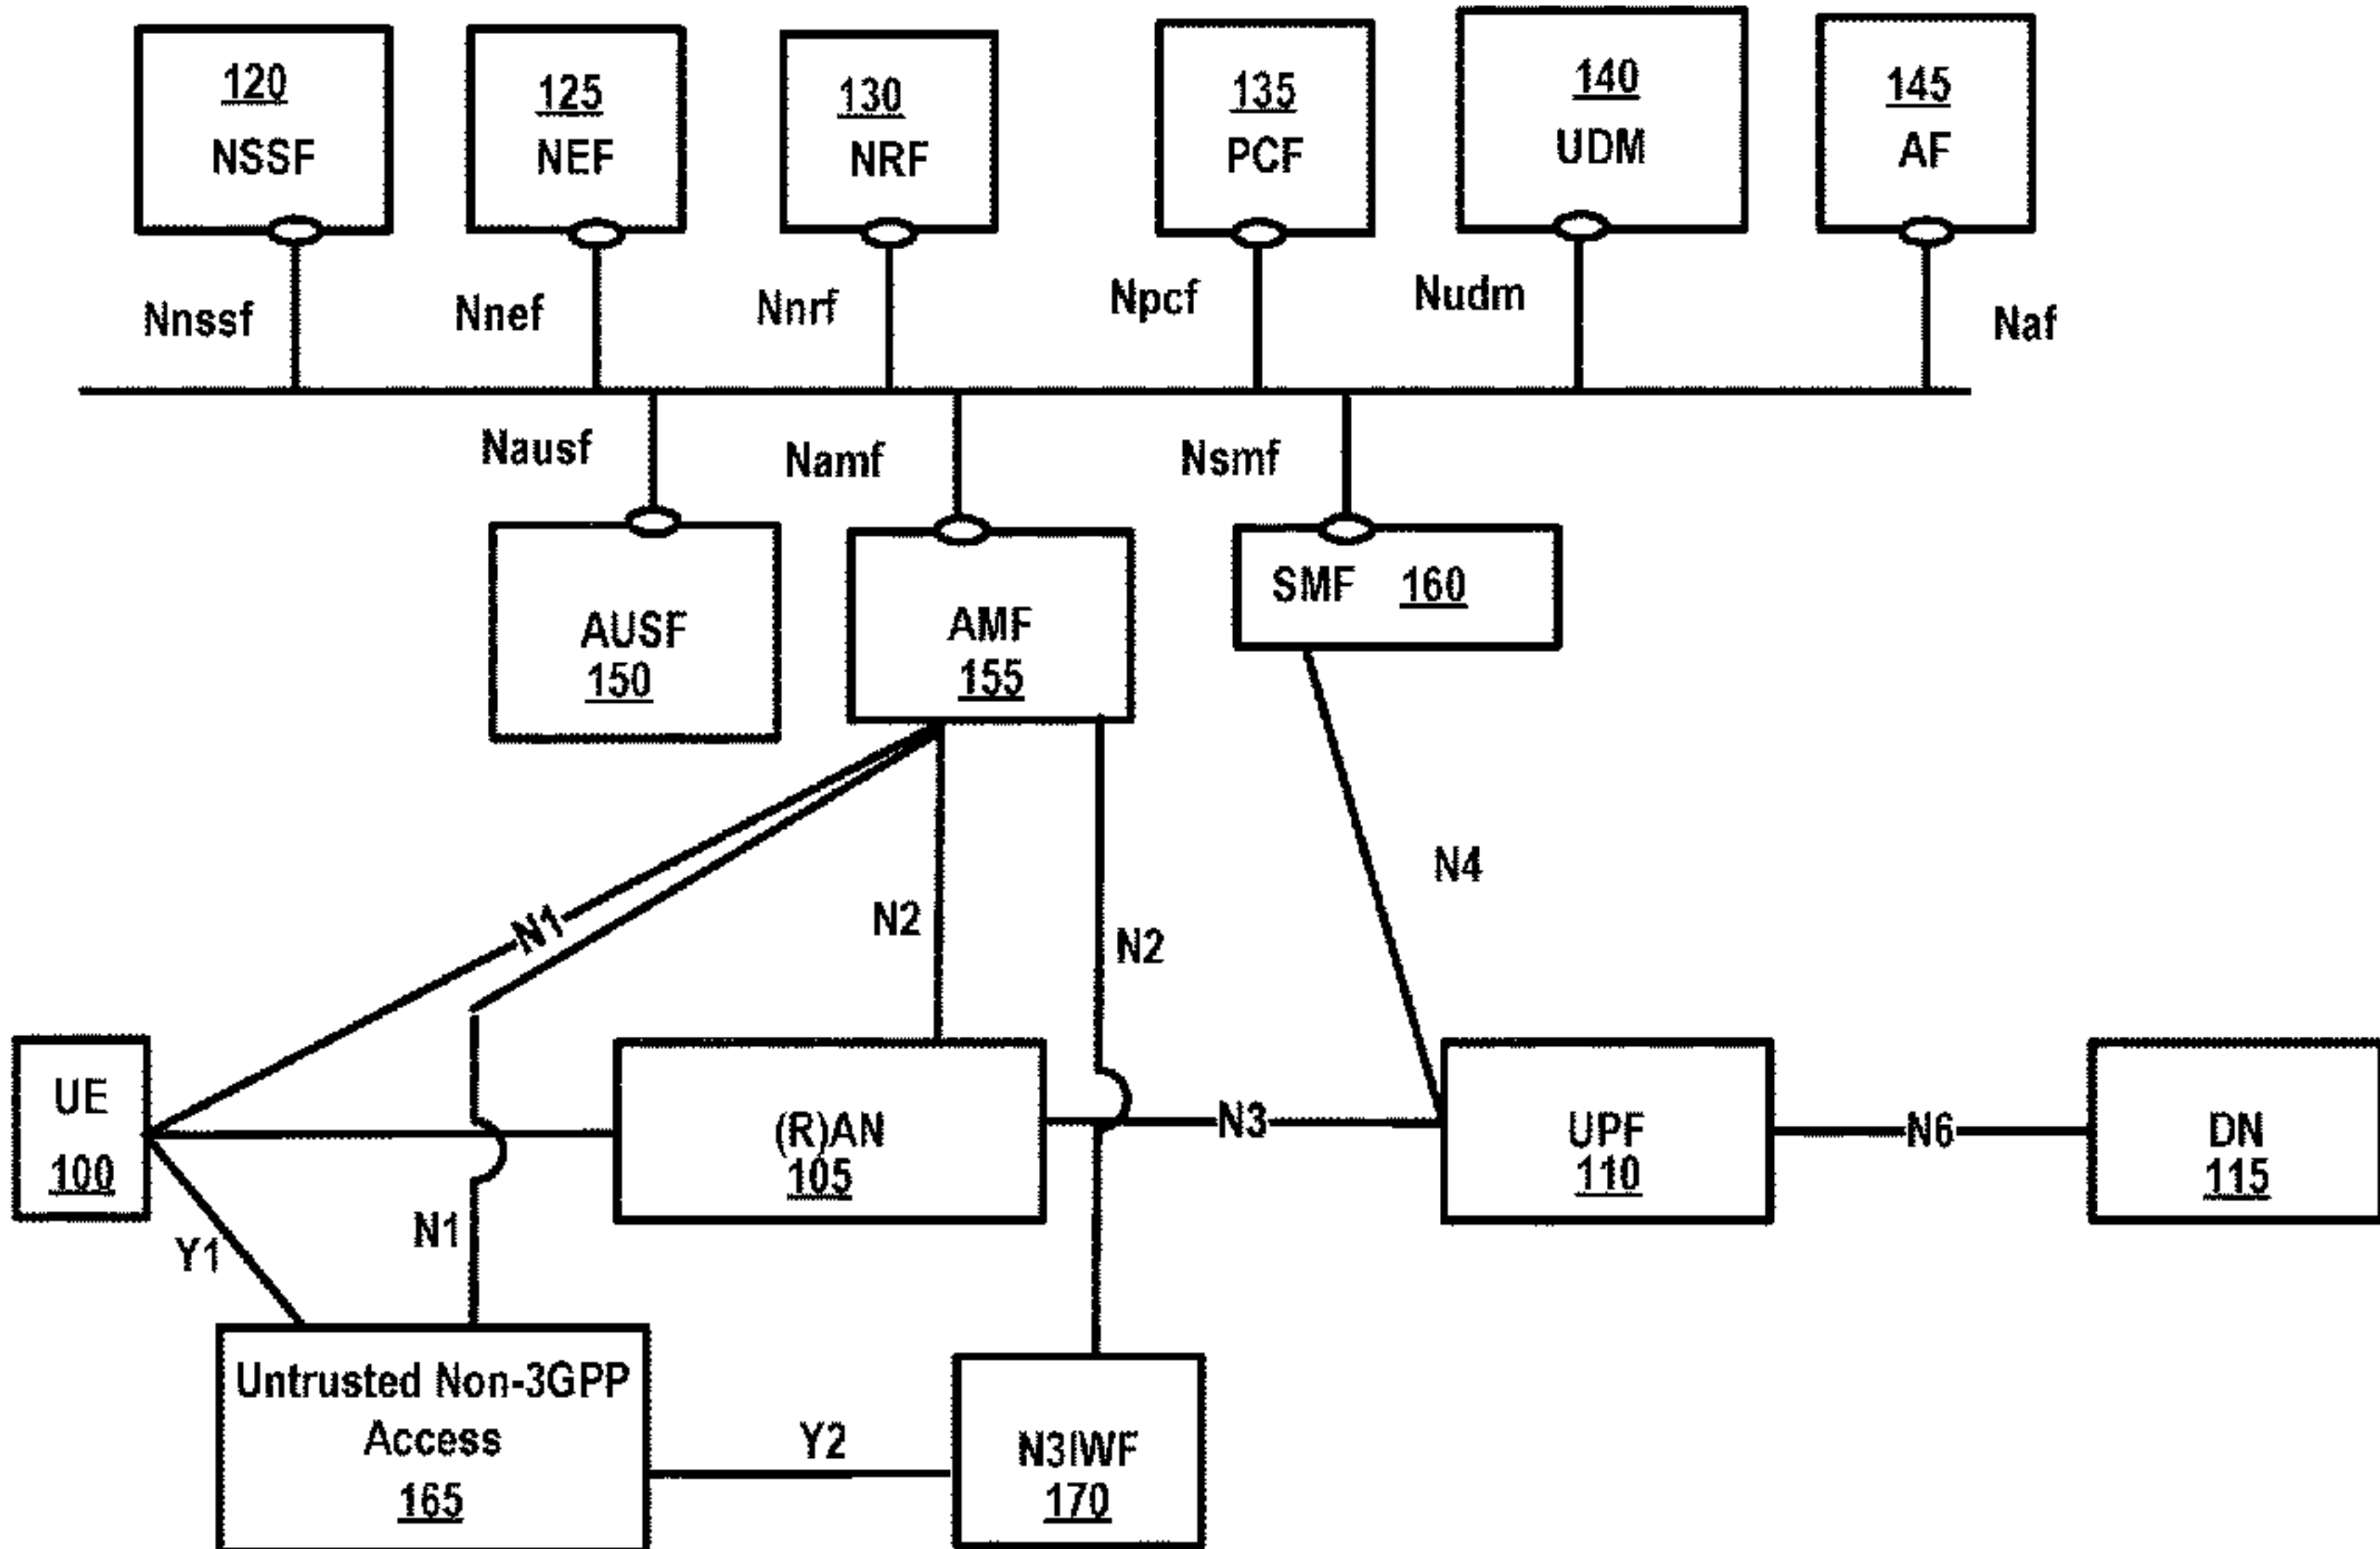 120
NSSF
125
NEF
130
NRF
135
PCF
140
UDM
145
AF
Nnssf
Nnef
Nnrf
Npcf
Nudm
Naf
Nausf
Namf
Nsmf
AUSF
150
AMF
155
SMF 160
N1
N2
N2
N4
UE
100
(R)AN
105
N3
UPF
110
N6
DN
115
Y1
N1
Untrusted Non-3GPP
Access
165
Y2
N3IWF
170